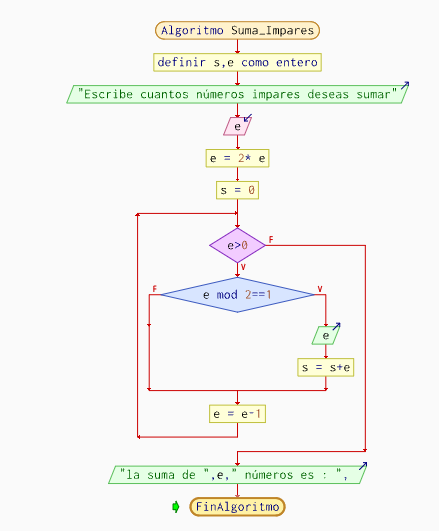 Algoritmo Suma_Impares
definir s,e como entero
"Escribe cuantos números impares deseas sumar"
e
e = 2* e
s = 0
e>0
F
V
e mod 2==1
F
V
e
s = s+e
e = e-1
"la suma de ",e," números es : ",
FinAlgoritmo